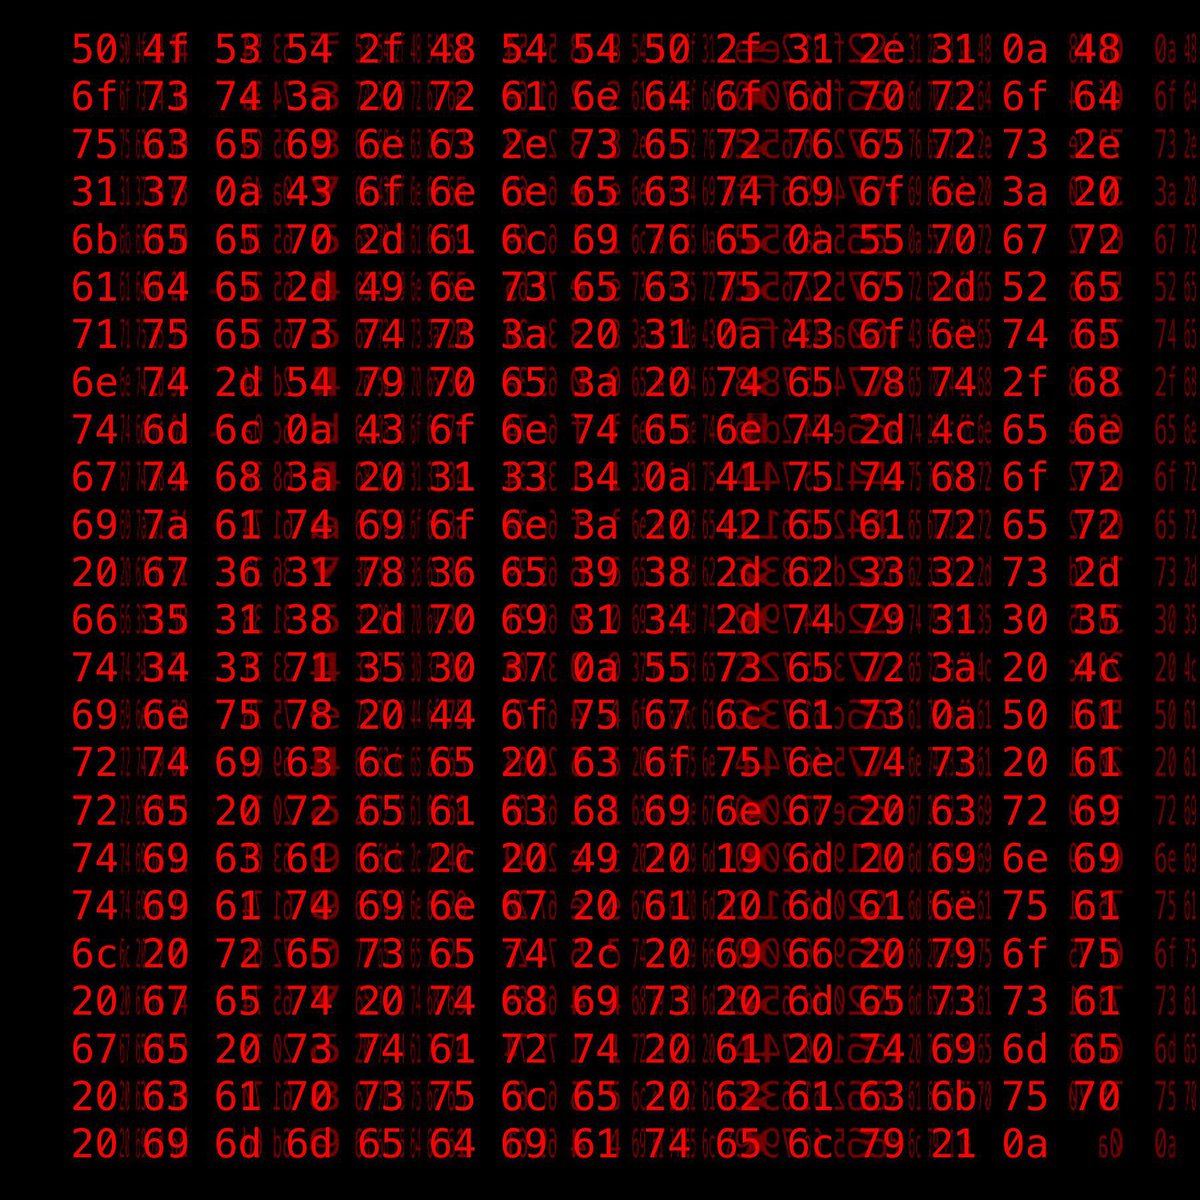 50 4f 53 54 2f 48 54 54 50 2f 31 2e 31 0a 48
6f 73 74 3a 20 72 61 6e 64 6f 6d 70 72 6f 64
75 63 65 69 6e 63 2e 73 65 72 76 65 72 73 2e
31 37 0a 43 6f 6e 6e 65 63 74 69 6f 6e 3a 20
6b 65 65 70 2d 61 6c 69 76 65 0a 55 70 67 72
61 64 65 2d 49 6e 73 65 63 75 72 65 2d 52 65
71 75 65 73 74 73 3a 20 31 0a 43 6f 6e 74 65
6e 74 2d 54 79 70 65 3a 20 74 65 78 74 2f 68
74 6d 6c 0a 43 6f 6e 74 65 6e 74 2d 4c 65 6e
67 74 68 3a 20 31 33 34 0a 41 75 74 68 6f 72
69 7a 61 74 69 6f 6e 3a 20 42 65 61 72 65 72
20 67 36 31 78 36 65 39 38 2d 62 33 32 73 2d
66 35 31 38 2d 70 69 31 34 2d 74 79 31 30 35
74 34 33 71 35 30 37 0a 55 73 65 72 3a 20 4c
69 6e 75 78 20 44 6f 75 67 6c 61 73 0a 50 61
72 74 69 63 6c 65 20 63 6f 75 6e 74 73 20 61
72 65 20 72 65 61 63 68 69 6e 67 20 63 72 69
74 69 63 61 6c 2c 20 49 20 19 6d 20 69 6e 69
74 69 61 74 69 6e 67 20 61 20 6d 61 6e 75 61
6c 20 72 65 73 65 74 2c 20 69 66 20 79 6f 75
20 67 65 74 20 74 68 69 73 20 6d 65 73 73 61
67 65 20 73 74 61 72 74 20 61 20 74 69 6d 65
20 63 61 70 73 75 6c 65 20 62 61 63 6b 75 70
20 69 6d 6d 65 64 69 61 74 65 6c 79 21 0a